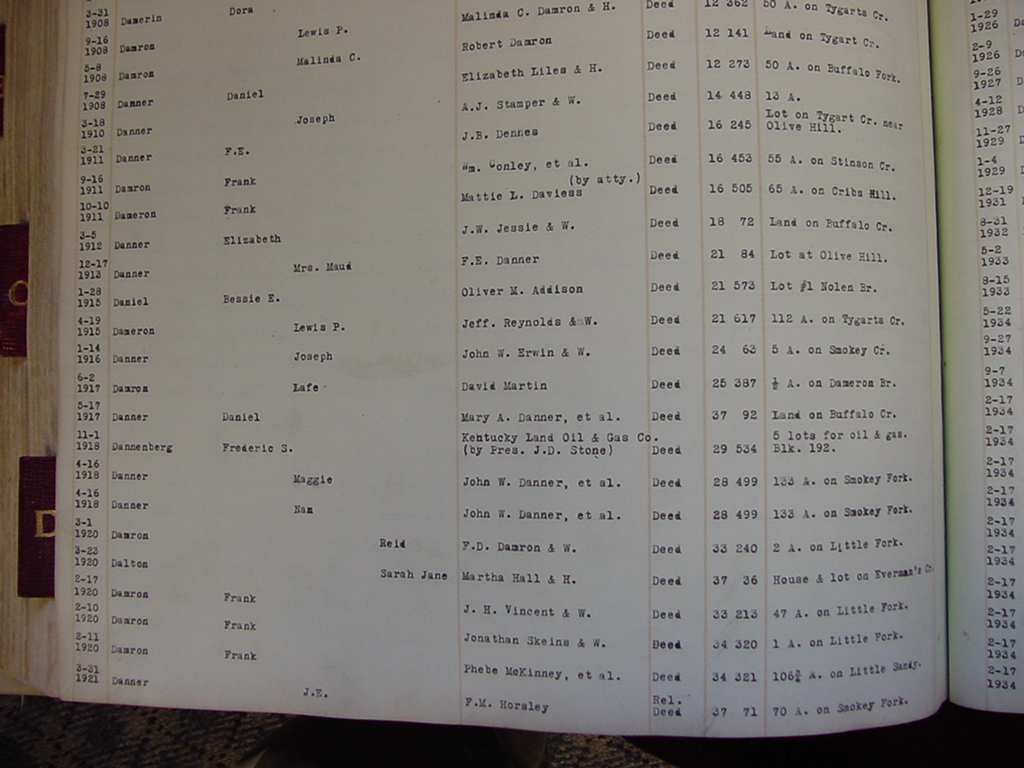 3-31
1908 Damerin Dora
9-16
1908 Damron Lewis P. Malinda C. Damron & H. Deed 12 362 50 A. on Tygarts Cr.
5-8
1908 Damron Malinda C. Robert Damron Deed 12 141 Land on Tygart Cr.
7-29
1908 Danner Daniel Elizabeth Liles & H. Deed 12 273 50 A. on Buffalo Fork.
3-18
1910 Danner Joseph A.J. Stamper & W. Deed 14 448 13 A.
3-21
1911 Danner F.E. J.B. Dennes Deed 16 245 Lot on Tygart Cr. near
Olive Hill.
9-16
1911 Damron Frank Wm. Conley, et al. Deed 16 453 55 A. on Stinson Cr.
(by atty.)
10-10
1911 Dameron Frank Mattie L. Daviess Deed 16 505 65 A. on Cribs Hill.
3-5
1912 Danner Elizabeth J.W. Jessie & W. Deed 18 72 Land on Buffalo Cr.
12-17
1913 Danner Mrs. Maud F.E. Danner Deed 21 84 Lot at Olive Hill.
1-28
1915 Daniel Bessie E. Oliver M. Addison Deed 21 573 Lot #1 Nolen Br.
4-19
1915 Dameron Lewis P. Jeff. Reynolds & W. Deed 21 617 112 A. on Tygarts Cr.
1-14
1916 Danner Joseph John W. Erwin & W. Deed 24 63 5 A. on Smokey Cr.
6-2
1917 Damron Lafe David Martin Deed 25 387 ½ A. on Dameron Br.
5-17
1917 Danner Daniel Mary A. Danner, et al. Deed 37 92 Land on Buffalo Cr.
11-1 Kentucky Land Oil & Gas Co. 5 lots for oil & gas.
1918 Dannenberg Frederic S. (by Pres. J.D. Stone) Deed 29 534 Blk. 192.
4-16
1918 Danner Maggie John W. Danner, et al. Deed 28 499 133 A. on Smokey Fork.
4-16
1918 Danner Nan John W. Danner, et al. Deed 28 499 133 A. on Smokey Fork.
3-1
1920 Damron Reid F.D. Damron & W. Deed 33 240 2 A. on Little Fork.
3-23
1920 Dalton Sarah Jane Martha Hall & H. Deed 37 36 House & lot on Everman's Cr.
2-17
1920 Damron Frank J. H. Vincent & W. Deed 33 213 47 A. on Little Fork.
2-10
1920 Damron Frank Jonathan Skeins & W. Deed 34 320 1 A. on Little Fork.
2-11
1920 Damron Frank Phebe McKinney, et al. Deed 34 321 106¾ A. on Little Sandy.
3-31 Rel.
1921 Danner J.E. F.M. Horsley Deed 37 71 70 A. on Smokey Fork.
D
1-29
1926
2-9
1926
9-26
1927
4-12
1928
11-27
1929
1-4
1929
12-19
1931
8-31
1932
5-2
1933
8-15
1933
5-22
1934
9-27
1934
9-7
1934
2-17
1934
2-17
1934
2-17
1934
2-17
1934
2-17
1934
2-17
1934
2-17
1934
2-17
1934
2-17
1934
2-17
1934